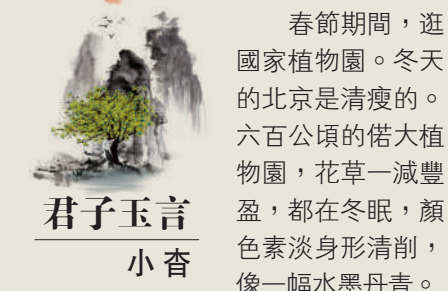 君子玉言
小杳
春節期間，逛
國家植物園。冬天
的北京是清瘦的。
六百公頃的偌大植
物園，花草一減豐
盈，都在冬眠，顏
色素淡身形清削，
像一幅水墨丹青。